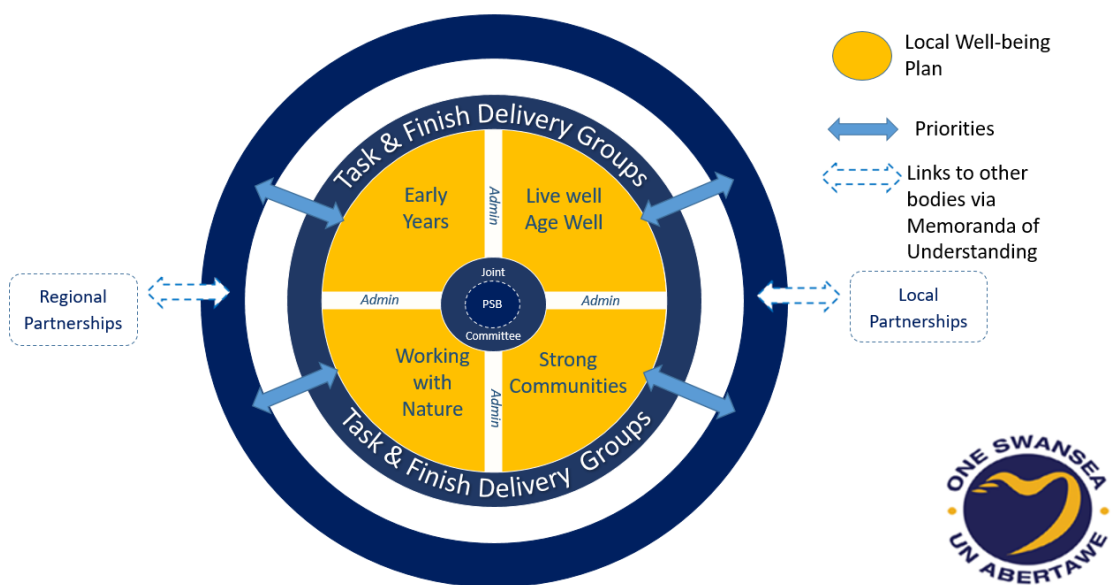 Task & Finish Delivery Groups
Early
Years
Admin
Live well
Age Well
Admin
Joint
PSB
Committee
Admin
Working
with
Nature
Admin
Strong
Communities
Task & Finish Delivery Groups
Regional
Partnerships
Local
Partnerships
Local Well-being
Plan
Priorities
Links to other
bodies via
Memoranda of
Understanding
ONE SWANSEA
UN ABERTAWE